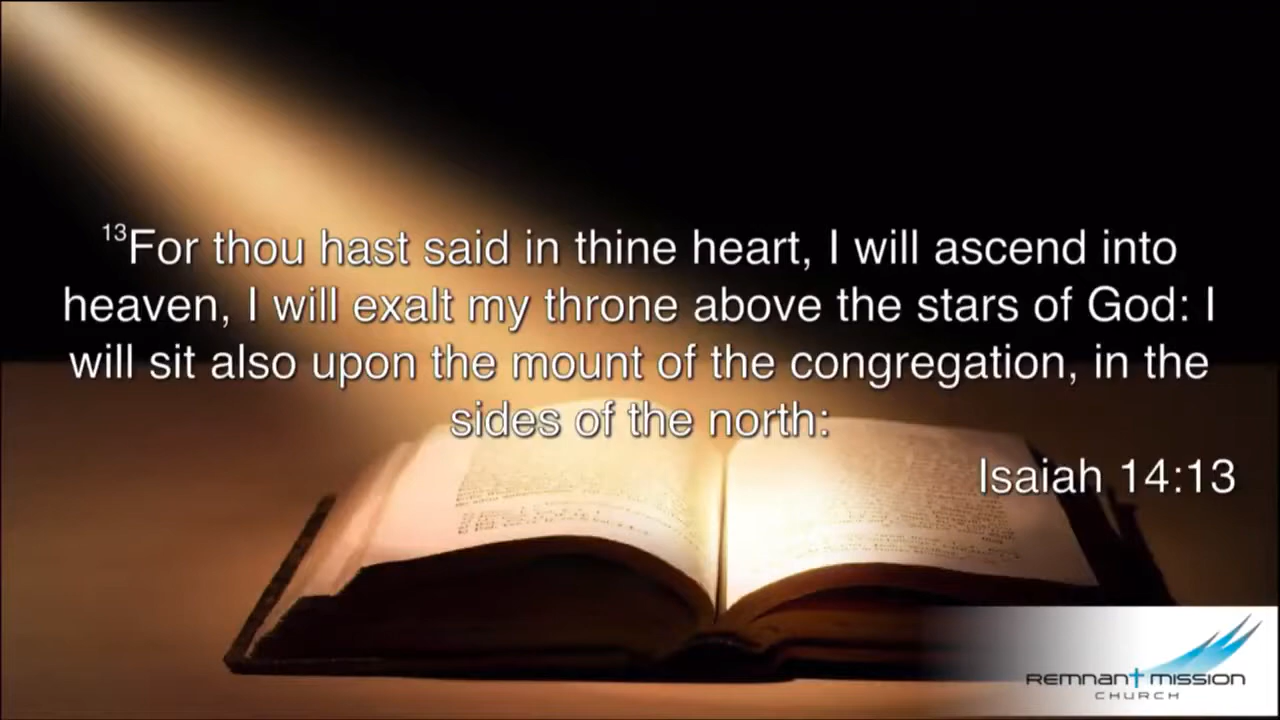 13For thou hast said in thine heart, I will ascend into
heaven, I will exalt my throne above the stars of God: I
will sit also upon the mount of the congregation, in the
sides of the north:
Isaiah 14:13
REMNANT MISSION
CHURCH